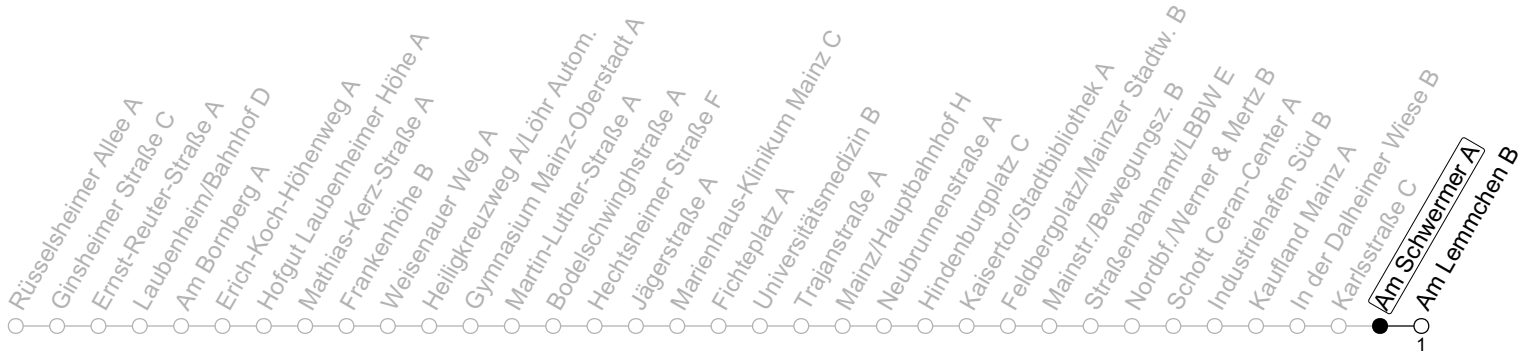 Rüsselsheimer Allee A
Ginsheimer Straße C
Ernst-Reuter-Straße A
Laubenheim/Bahnhof D
Am Bornberg A
Erich-Koch-Höhenweg A
Hofgut Laubenheimer Höhe A
Mathias-Kerz-Straße A
Frankenhöhe B
Weisenauer Weg A
Heiligkreuzweg A/Löhr Autom.
Gymnasium Mainz-Oberstadt A
Martin-Luther-Straße A
Bodelschwinghstraße A
Hechtsheimer Straße F
Jägerstraße A
Marienhaus-Klinikum Mainz C
Fichteplatz A
Universitätsmedizin B
Trajanstraße A
Mainz/Hauptbahnhof H
Neubrunnenstraße A
Hindenburgplatz C
Kaisertor/Stadtbibliothek A
Feldbergplatz/Mainzer Stadtw. B
Mainstr./Bewegungsz. B
Straßenbahnamt/LBBW E
Nordbf./Werner & Mertz B
Schott Ceran-Center A
Industriehafen Süd B
Kaufland Mainz A
In der Dalheimer Wiese B
Karlsstraße C
Am Schwermer A
Am Lemmchen B
1